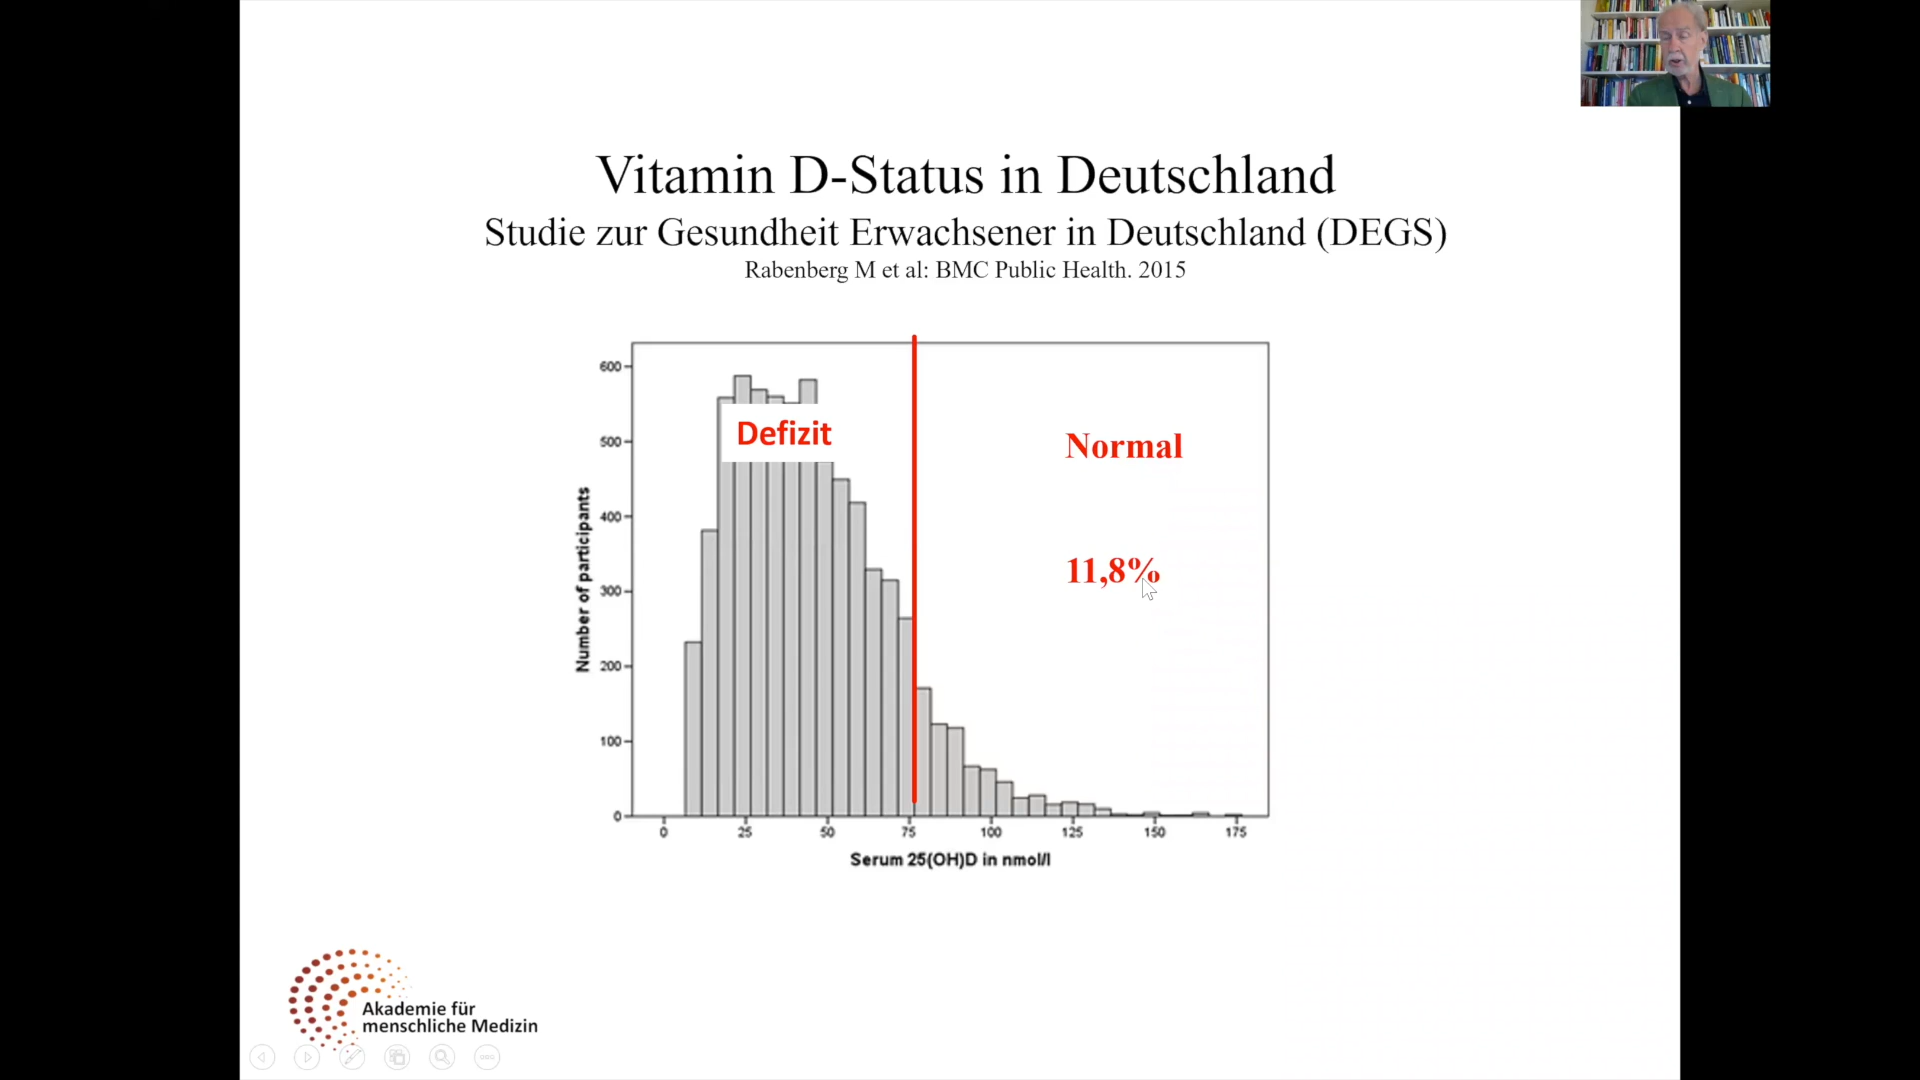 Vitamin D-Status in Deutschland
Studie zur Gesundheit Erwachsener in Deutschland (DEGS)
Rabenberg M et al: BMC Public Health. 2015
600
500
400
300
200
100
0
Number of participants
Defizit
Normal
11,8%
0 25 50 75 100 125 150 175
Serum 25(OH)D in nmol/l
Akademie für
menschliche Medizin